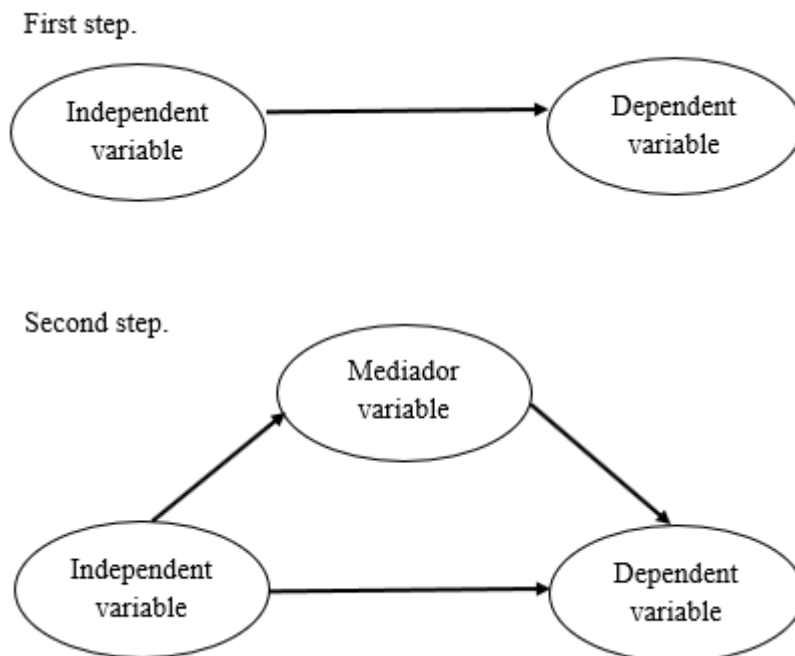 First step.
Independent
variable
Dependent
variable
Second step.
Mediador
variable
Independent
variable
Dependent
variable